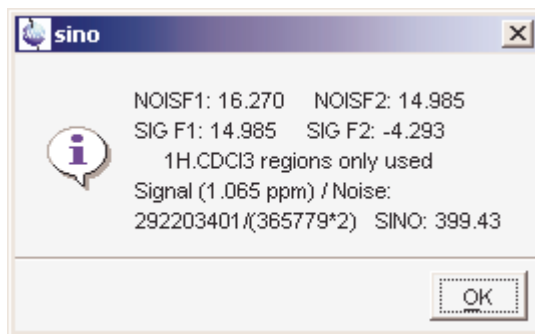 sino
NOISF1: 16.270 NOISF2: 14.985
SIG F1: 14.985 SIG F2: -4.293
1H.CDCl3 regions only used
Signal (1.065 ppm) / Noise:
292203401/(365779*2) SINO: 399.43
OK